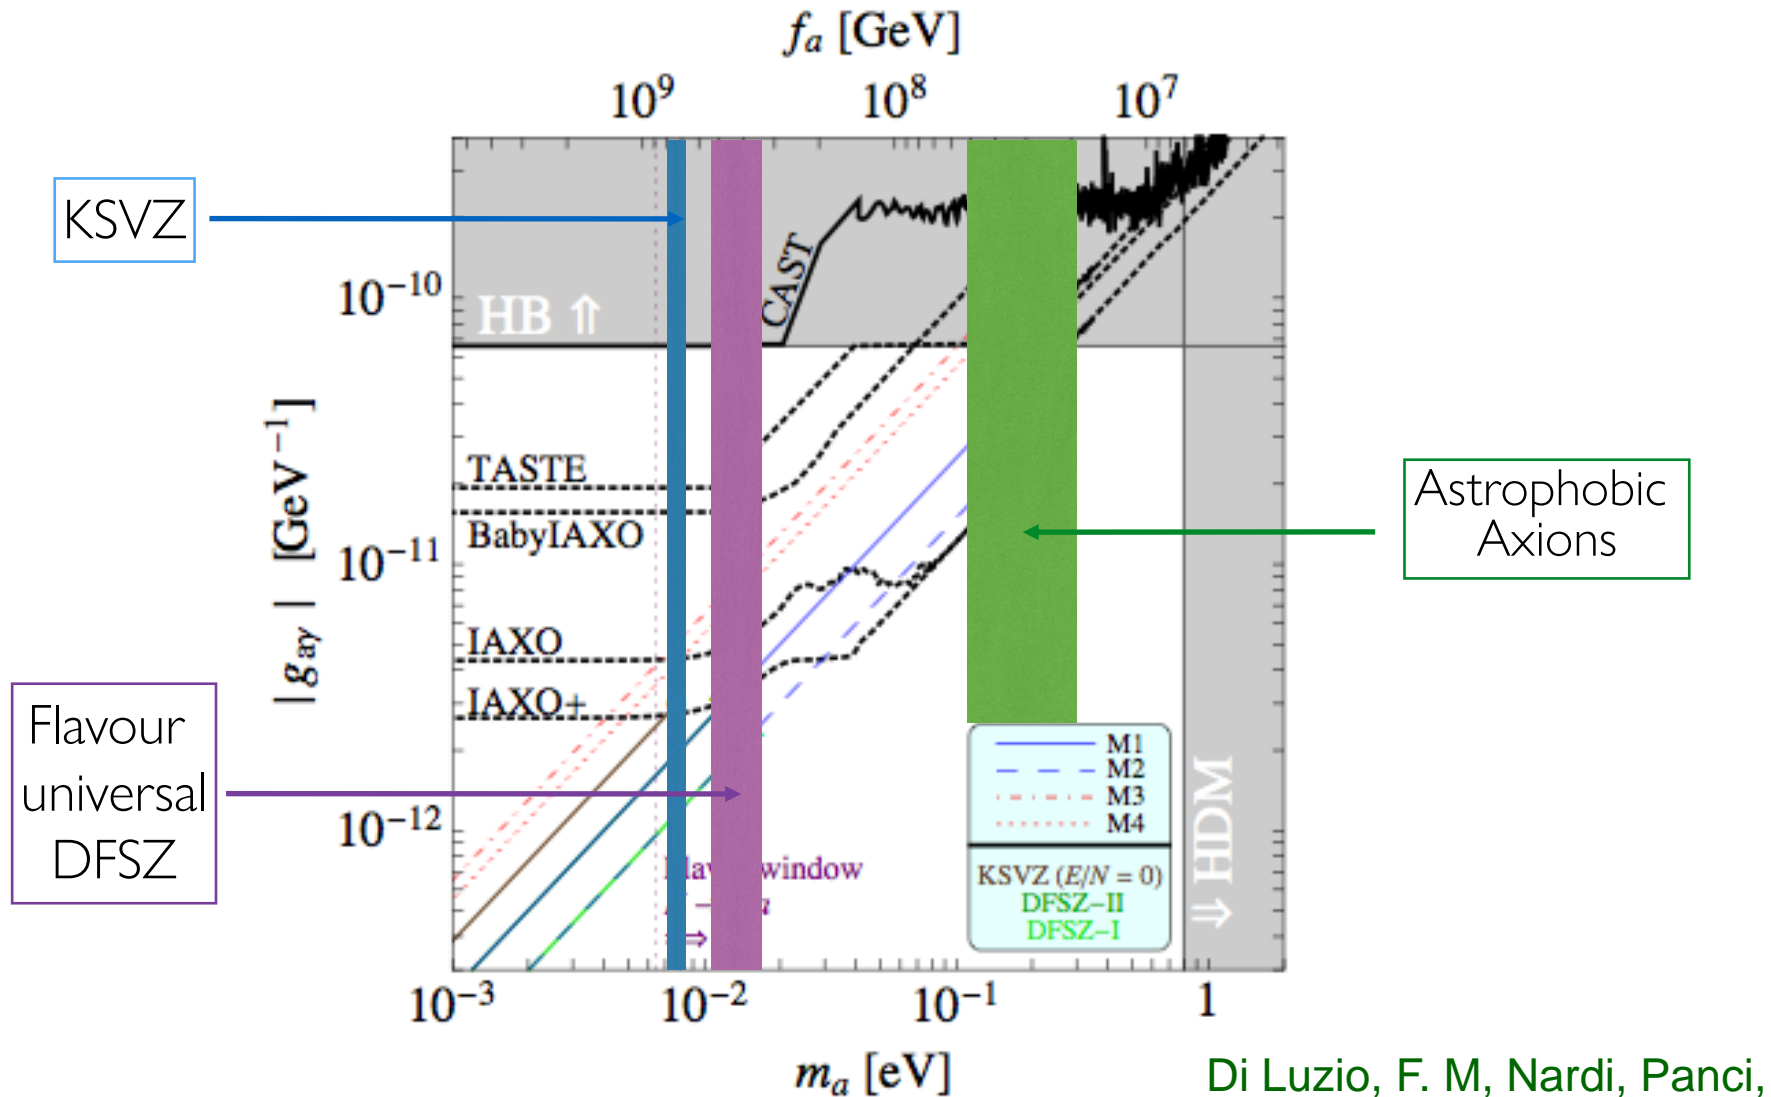 f_a [GeV]
10^9 10^8 10^7
KSVZ
CAST
10^−10
HB ⇑
|g_aγ| [GeV^−1]
TASTE
BabyIAXO
10^−11
Astrophobic
Axions
IAXO
IAXO+
Flavour
universal
DFSZ
M1
M2
M3
M4
10^−12
window
KSVZ (E/N = 0)
DFSZ-II
DFSZ-I
⇓ HDM
10^−3 10^−2 10^−1 1
m_a [eV]
Di Luzio, F. M, Nardi, Panci,